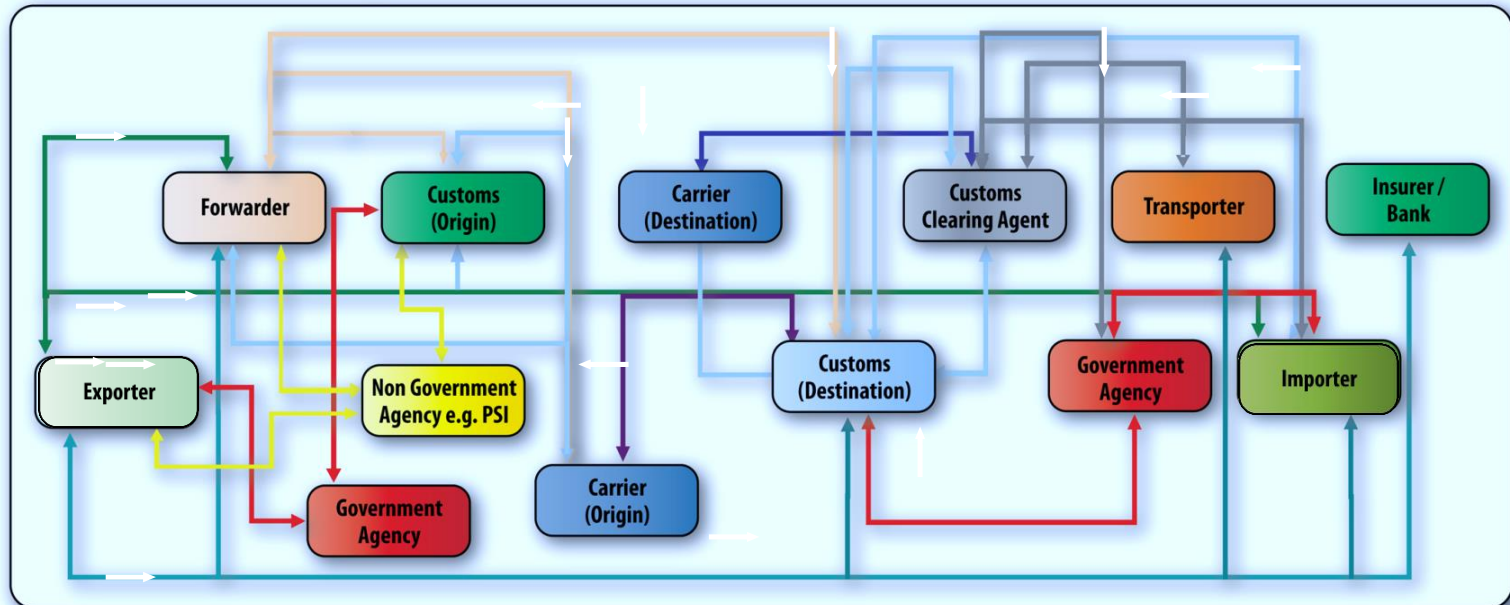 Forwarder
Customs
(Origin)
Carrier
(Destination)
Customs
Clearing Agent
Transporter
Insurer /
Bank
Exporter
Non Government
Agency e.g. PSI
Customs
(Destination)
Government
Agency
Importer
Government
Agency
Carrier
(Origin)